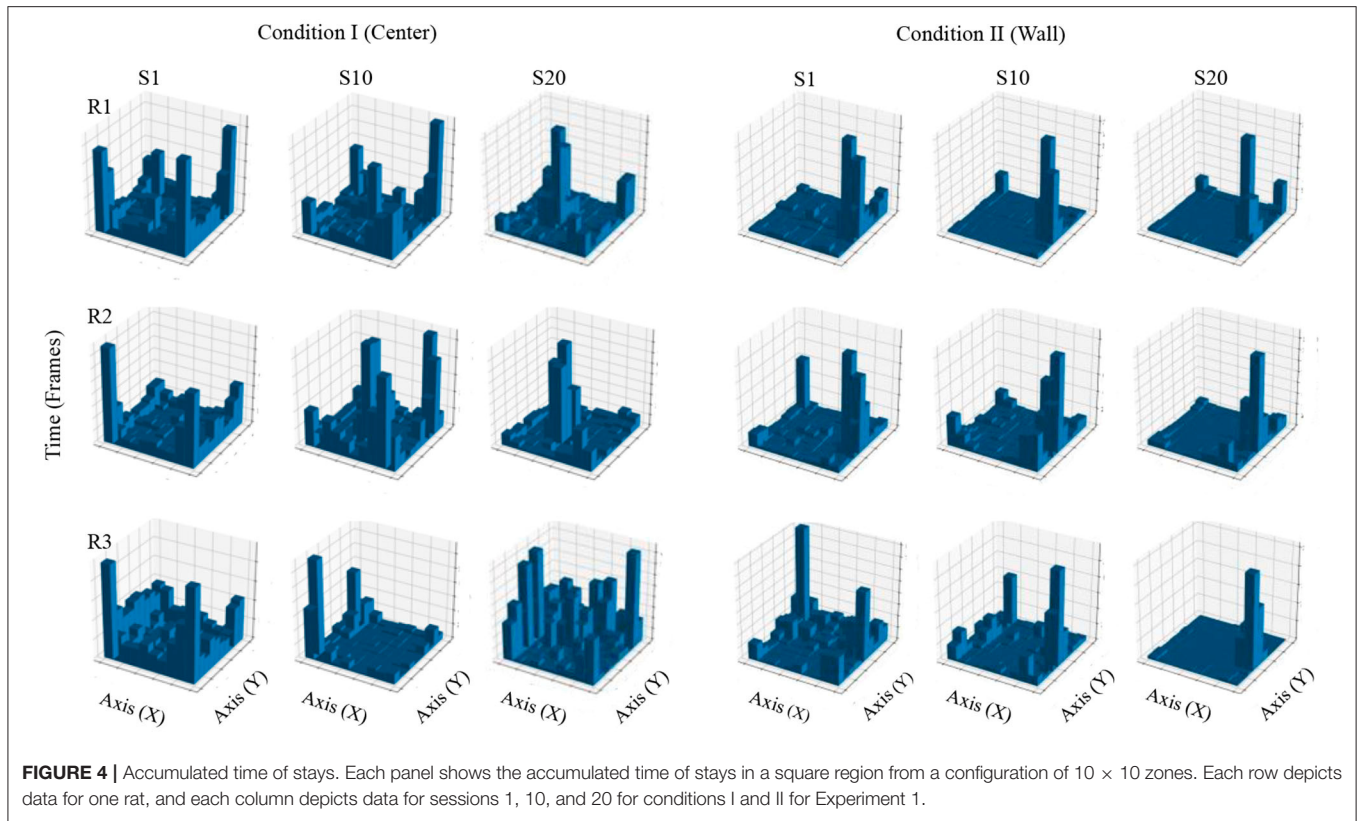 Condition I (Center)
Condition II (Wall)
S1
S10
S20
S1
S10
S20
R1
R2
R3
Time (Frames)
Axis (X)
Axis (Y)
Axis (X)
Axis (Y)
Axis (X)
Axis (Y)
Axis (X)
Axis (Y)
Axis (X)
Axis (Y)
Axis (X)
Axis (Y)
FIGURE 4 | Accumulated time of stays. Each panel shows the accumulated time of stays in a square region from a configuration of 10 × 10 zones. Each row depicts
data for one rat, and each column depicts data for sessions 1, 10, and 20 for conditions I and II for Experiment 1.